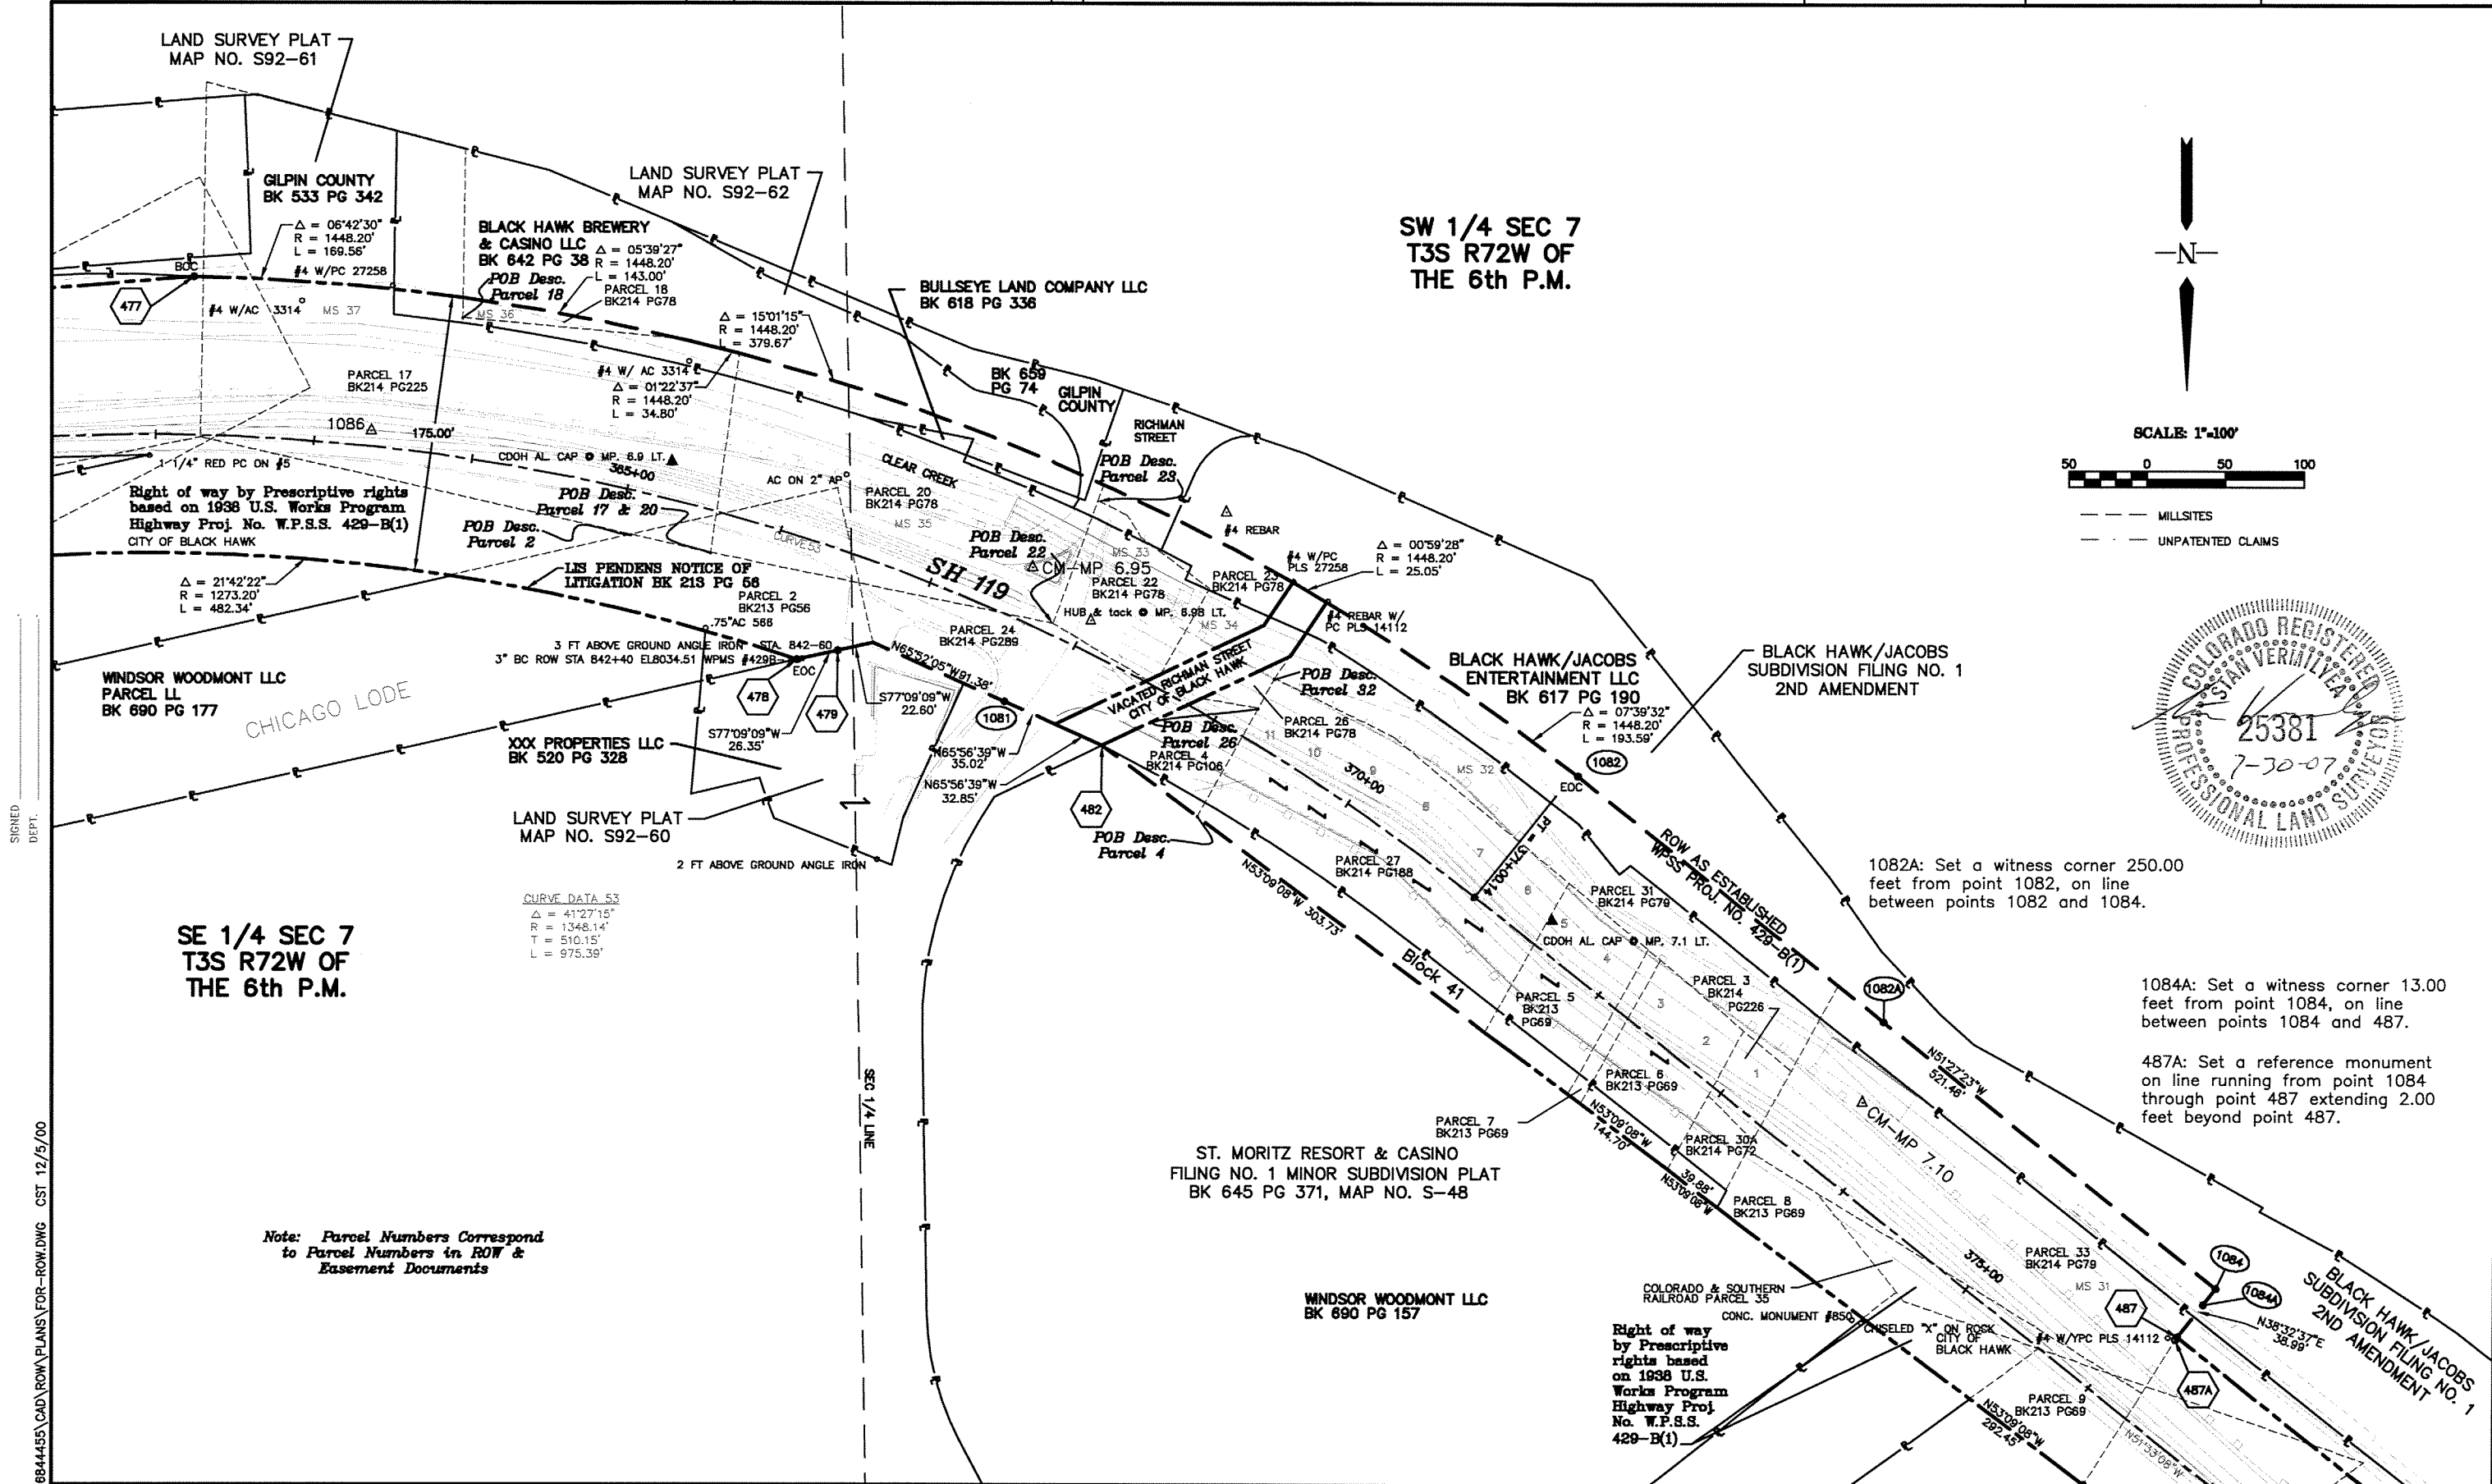 LAND SURVEY PLAT
MAP NO. S92-61
GILPIN COUNTY
BK 533 PG 342
Δ = 06°42'30"
R = 1448.20'
L = 169.56'
BOC
#4 W/PC 27258
477
#4 W/AC 3314
MS 37
BLACK HAWK BREWERY
& CASINO LLC
BK 642 PG 38
Δ = 05°39'27"
R = 1448.20'
L = 143.00'
POB Desc.
Parcel 18
PARCEL 18
BK214 PG78
MS 36
LAND SURVEY PLAT
MAP NO. S92-62
Δ = 15°01'15"
R = 1448.20'
L = 379.67'
BULLSEYE LAND COMPANY LLC
BK 618 PG 336
SW 1/4 SEC 7
T3S R72W OF
THE 6th P.M.
-N-
SCALE: 1"=100'
50 0 50 100
MILLSITES
UNPATENTED CLAIMS
PARCEL 17
BK214 PG225
#4 W/ AC 3314
Δ = 01°22'37"
R = 1448.20'
L = 34.80'
BK 659
PG 74
GILPIN
COUNTY
RICHMAN
STREET
1086
175.00'
1-1/4" RED PC ON #5
CDOH AL. CAP @ MP. 6.9 LT.
365+00
AC ON 2" AP
CLEAR CREEK
PARCEL 20
BK214 PG78
MS 35
POB Desc.
Parcel 23
Right of way by Prescriptive rights
based on 1938 U.S. Works Program
Highway Proj. No. W.P.S.S. 429-B(1)
CITY OF BLACK HAWK
POB Desc.
Parcel 17 & 20
POB Desc.
Parcel 2
CURVE 53
POB Desc.
Parcel 22
MS 33
CM-MP 6.95
#4 REBAR
#4 W/PC
PLS 27258
Δ = 00°59'28"
R = 1448.20'
L = 25.05'
SH 119
PARCEL 22
BK214 PG78
PARCEL 23
BK214 PG78
HUB & tack @ MP. 6.98 LT.
MS 34
#4 REBAR W/
PC PLS 14112
Δ = 21°42'22"
R = 1273.20'
L = 482.34'
LIS PENDENS NOTICE OF
LITIGATION BK 213 PG 56
PARCEL 2
BK213 PG56
.75"AC 566
3 FT ABOVE GROUND ANGLE IRON STA. 842-60
3" BC ROW STA 842+40 EL8034.51 WPMS #429B
EOC
478
479
PARCEL 24
BK214 PG289
N65°52'05"W 91.38'
S77°09'09"W
22.60'
S77°09'09"W
26.35'
1081
VACATED RICHMAN STREET
CITY OF BLACK HAWK
POB Desc.
Parcel 32
POB Desc.
Parcel 26
PARCEL 26
BK214 PG78
PARCEL 4
BK214 PG106
N65°56'39"W
35.02'
N65°56'39"W
32.85'
482
POB Desc.
Parcel 4
BLACK HAWK/JACOBS
ENTERTAINMENT LLC
BK 617 PG 190
Δ = 07°39'32"
R = 1448.20'
L = 193.59'
1082
EOC
BLACK HAWK/JACOBS
SUBDIVISION FILING NO. 1
2ND AMENDMENT
COLORADO REGISTERED
STAN VERMILYEA
25381
7-30-07
PROFESSIONAL LAND SURVEYOR
WINDSOR WOODMONT LLC
PARCEL LL
BK 690 PG 177
CHICAGO LODE
XXX PROPERTIES LLC
BK 520 PG 328
LAND SURVEY PLAT
MAP NO. S92-60
2 FT ABOVE GROUND ANGLE IRON
CURVE DATA 53
Δ = 41°27'15"
R = 1348.14'
T = 510.15'
L = 975.39'
SE 1/4 SEC 7
T3S R72W OF
THE 6th P.M.
SEC 1/4 LINE
11
10
9
8
7
6
5
4
3
2
1
370+00
MS 32
PT = 371+00.14
PARCEL 27
BK214 PG188
N53°09'08"W 303.73'
Block 41
PARCEL 31
BK214 PG79
CDOH AL. CAP @ MP. 7.1 LT.
ROW AS ESTABLISHED
WPSS PROJ. NO. 429-B(1)
1082A
1082A: Set a witness corner 250.00
feet from point 1082, on line
between points 1082 and 1084.
1084A: Set a witness corner 13.00
feet from point 1084, on line
between points 1084 and 487.
487A: Set a reference monument
on line running from point 1084
through point 487 extending 2.00
feet beyond point 487.
PARCEL 5
BK213
PG69
PARCEL 3
BK214
PG226
N51°27'23"W
521.46'
PARCEL 6
BK213 PG69
PARCEL 7
BK213 PG69
N53°09'08"W
144.70'
PARCEL 30A
BK214 PG72
39.88'
N53°09'08"W
PARCEL 8
BK213 PG69
CM-MP 7.10
ST. MORITZ RESORT & CASINO
FILING NO. 1 MINOR SUBDIVISION PLAT
BK 645 PG 371, MAP NO. S-48
Note: Parcel Numbers Correspond
to Parcel Numbers in ROW &
Easement Documents
WINDSOR WOODMONT LLC
BK 690 PG 157
COLORADO & SOUTHERN
RAILROAD PARCEL 35
CONC. MONUMENT #850
CHISELED "X" ON ROCK
CITY OF
BLACK HAWK
Right of way
by Prescriptive
rights based
on 1938 U.S.
Works Program
Highway Proj.
No. W.P.S.S.
429-B(1)
375+00
PARCEL 33
BK214 PG79
MS 31
1084
1084A
487
#4 W/YPC PLS 14112
N38°32'37"E
38.99'
487A
PARCEL 9
BK213 PG69
N53°09'08"W
292.45'
N51°33'08"W
BLACK HAWK/JACOBS
SUBDIVISION FILING NO. 1
2ND AMENDMENT
SIGNED
DEPT.
6844455\CAD\ROW\PLANS\FOR-ROW.DWG CST 12/5/00